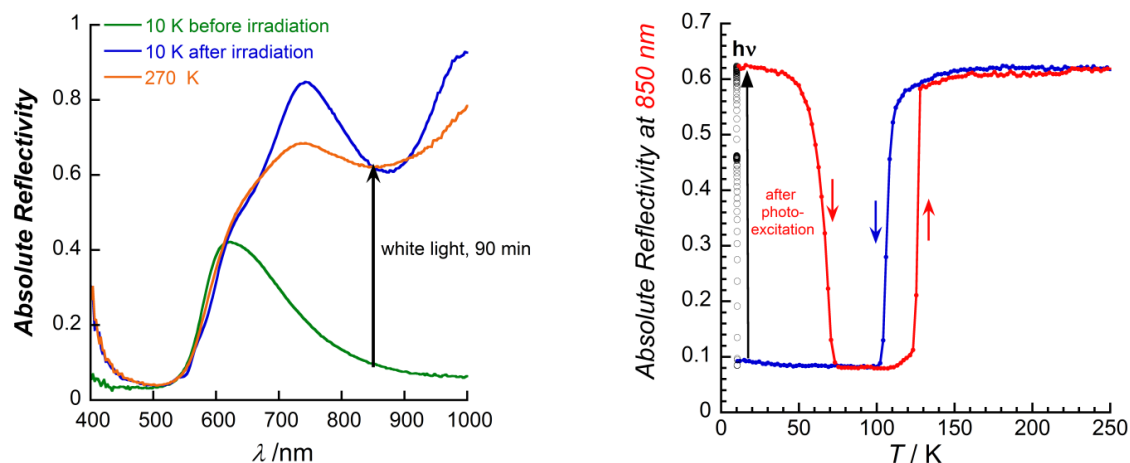 Absolute Reflectivity
1
0.8
0.6
0.4
0.2
0
10 K before irradiation
10 K after irradiation
270 K
white light, 90 min
400 500 600 700 800 900 1000
λ /nm
Absolute Reflectivity at 850 nm
0.7
0.6
0.5
0.4
0.3
0.2
0.1
0
hν
after
photo-
excitation
0 50 100 150 200 250
T / K